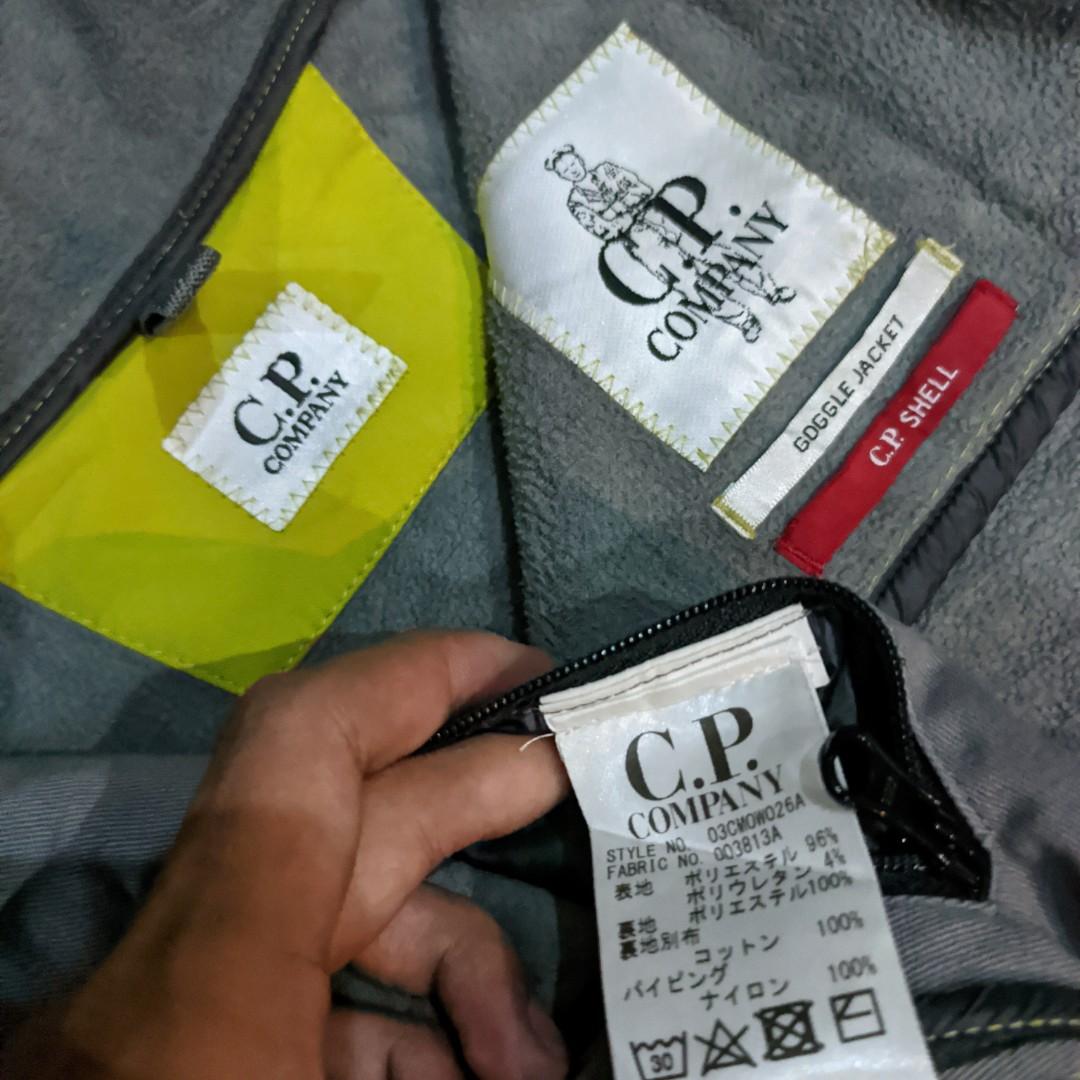 C.P.
COMPANY
C.P.
COMPANY
GOGGLE JACKET
C.P. SHELL
C.P.
COMPANY
STYLE NO. 03CMOW026A
FABRIC NO. 003813A
表地 ポリエステル 96%
ポリウレタン 4%
裏地 ポリエステル100%
裏地別布
コットン 100%
パイピング
ナイロン 100%
30